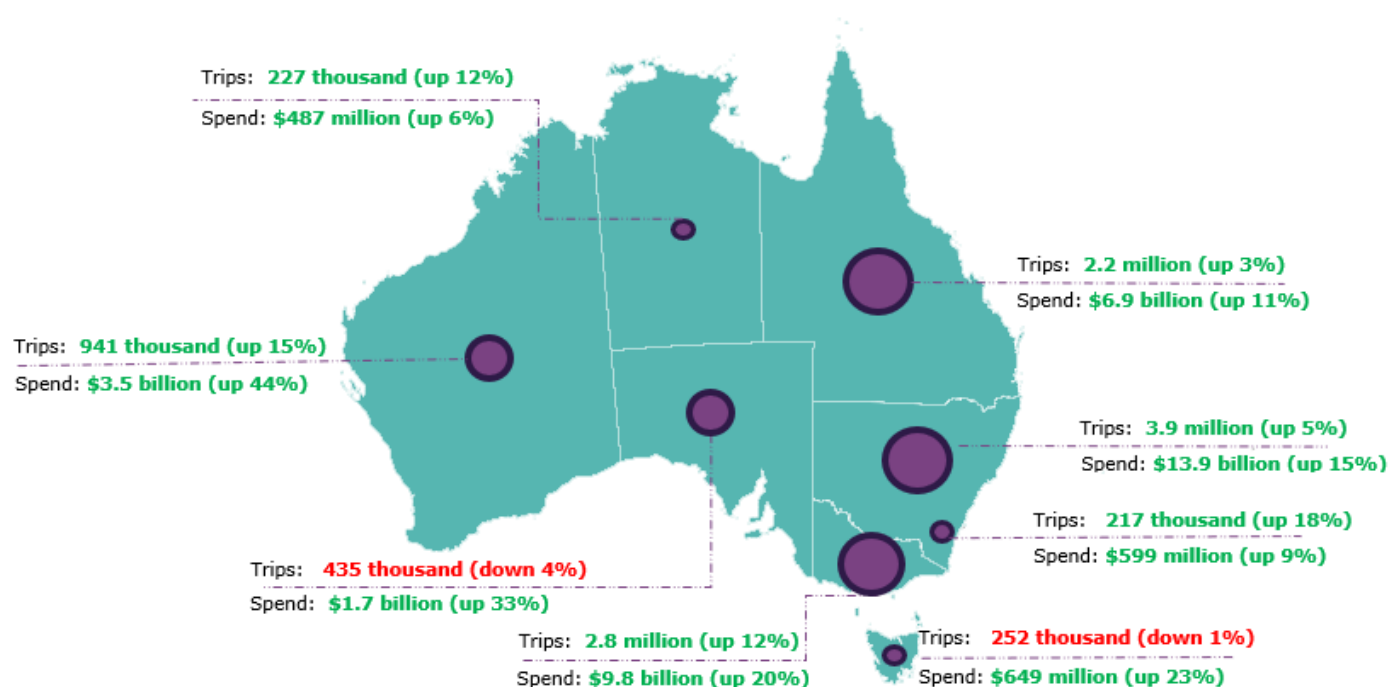 Trips: 227 thousand (up 12%)
Spend: $487 million (up 6%)
Trips: 2.2 million (up 3%)
Spend: $6.9 billion (up 11%)
Trips: 941 thousand (up 15%)
Spend: $3.5 billion (up 44%)
Trips: 3.9 million (up 5%)
Spend: $13.9 billion (up 15%)
Trips: 217 thousand (up 18%)
Spend: $599 million (up 9%)
Trips: 435 thousand (down 4%)
Spend: $1.7 billion (up 33%)
Trips: 2.8 million (up 12%)
Spend: $9.8 billion (up 20%)
Trips: 252 thousand (down 1%)
Spend: $649 million (up 23%)